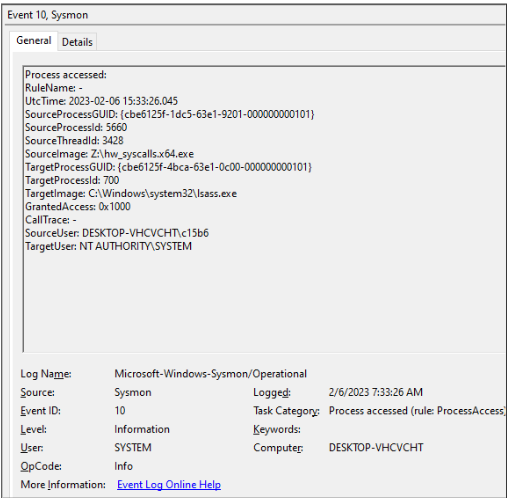 Event 10, Sysmon
General Details
Process accessed:
RuleName: -
UtcTime: 2023-02-06 15:33:26.045
SourceProcessGUID: {cbe6125f-1dc5-63e1-9201-000000000101}
SourceProcessId: 5660
SourceThreadId: 3428
SourceImage: Z:\hw_syscalls.x64.exe
TargetProcessGUID: {cbe6125f-4bca-63e1-0c00-000000000101}
TargetProcessId: 700
TargetImage: C:\Windows\system32\lsass.exe
GrantedAccess: 0x1000
CallTrace: -
SourceUser: DESKTOP-VHCVCHT\c15b6
TargetUser: NT AUTHORITY\SYSTEM
Log Name: Microsoft-Windows-Sysmon/Operational
Source: Sysmon Logged: 2/6/2023 7:33:26 AM
Event ID: 10 Task Category: Process accessed (rule: ProcessAccess)
Level: Information Keywords:
User: SYSTEM Computer: DESKTOP-VHCVCHT
OpCode: Info
More Information: Event Log Online Help